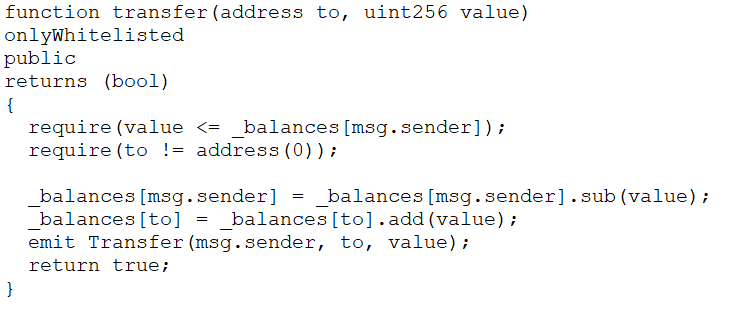 function transfer(address to, uint256 value)
onlyWhitelisted
public
returns (bool)
{
  require(value <= _balances[msg.sender]);
  require(to != address(0));

  _balances[msg.sender] = _balances[msg.sender].sub(value);
  _balances[to] = _balances[to].add(value);
  emit Transfer(msg.sender, to, value);
  return true;
}